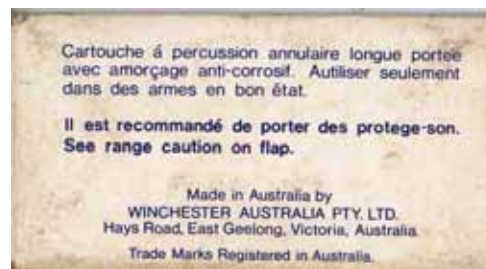 Cartouche á percussion annulaire longue portee
avec amorçage anti-corrosif. Autiliser seulement
dans des armes en bon état.
Il est recommandé de porter des protege-son.
See range caution on flap.
Made in Australia by
WINCHESTER AUSTRALIA PTY. LTD.
Hays Road, East Geelong, Victoria, Australia.
Trade Marks Registered in Australia.